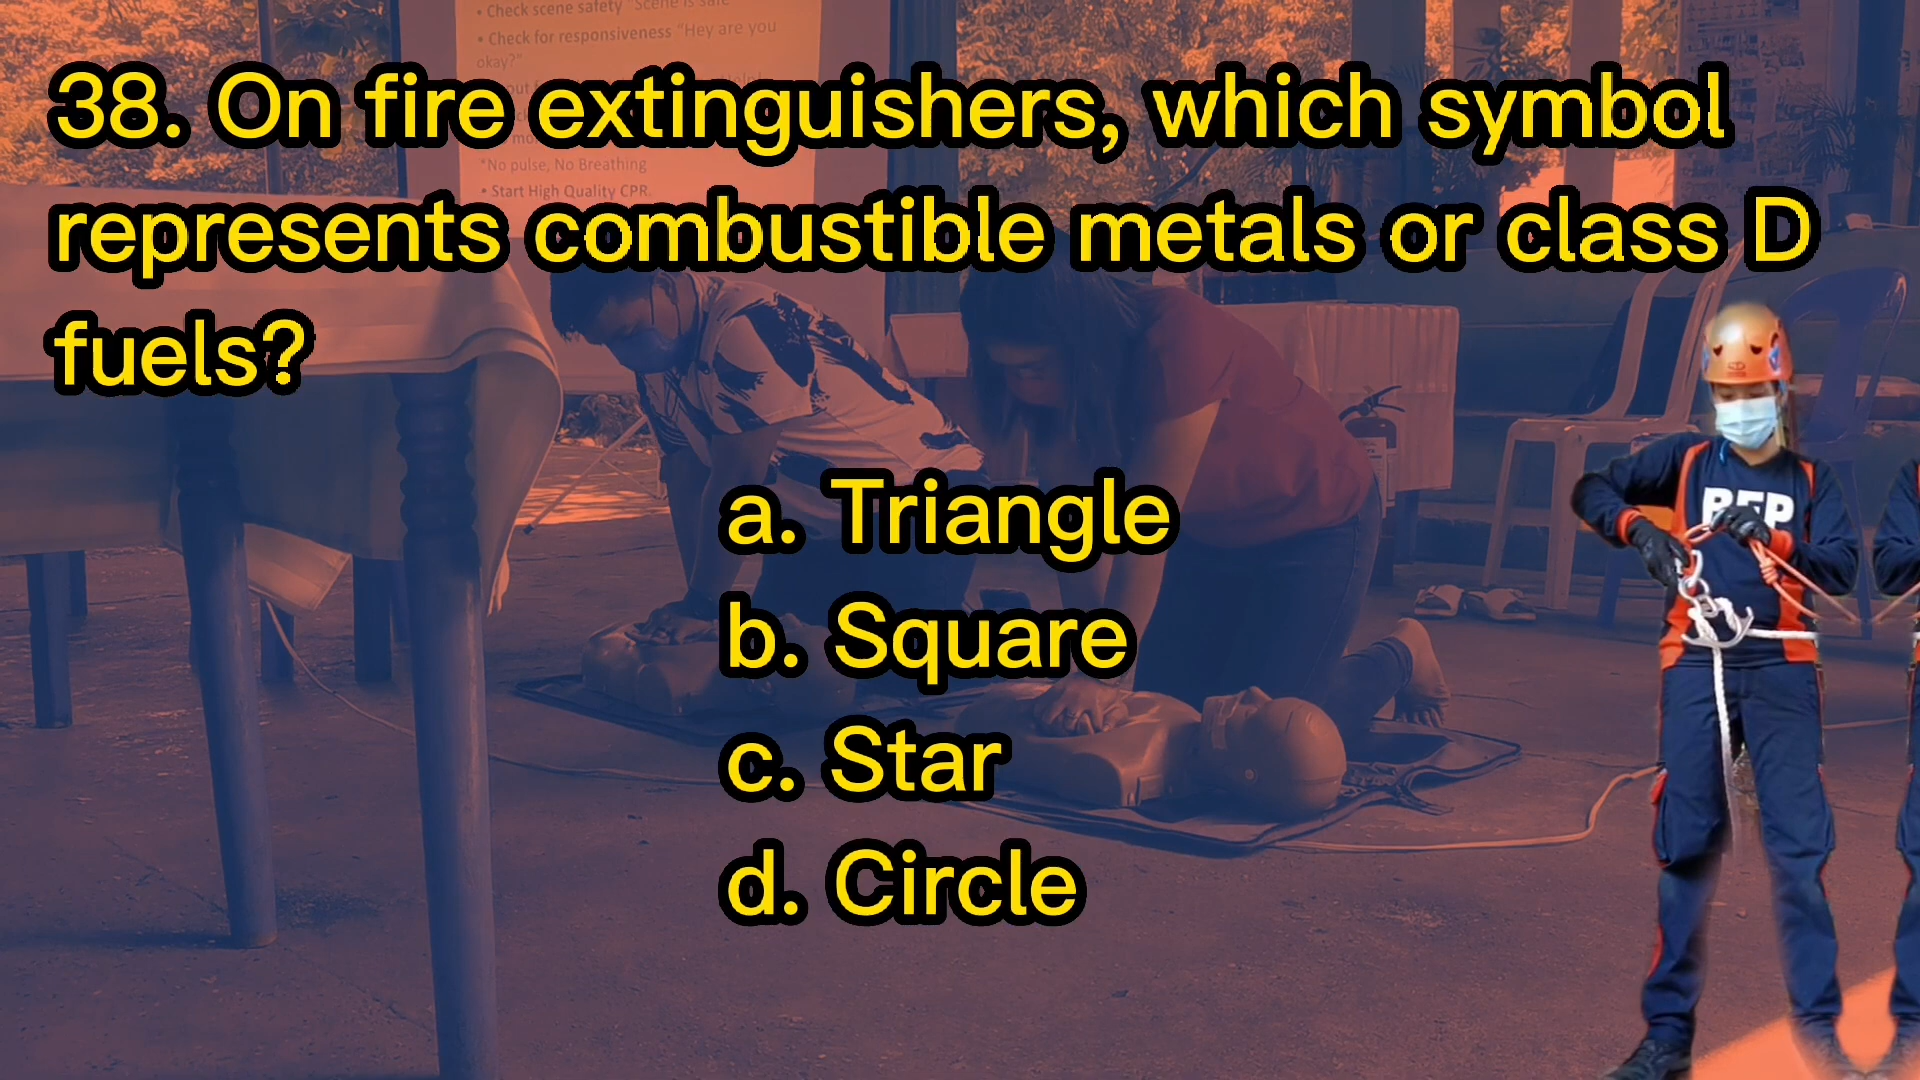 • Check scene safety "Scene is safe"
• Check for responsiveness "Hey are you
okay?"
38. On fire extinguishers, which symbol
*No pulse, No Breathing
• Start High Quality CPR.
represents combustible metals or class D
fuels?
a. Triangle
b. Square
c. Star
d. Circle
BFP